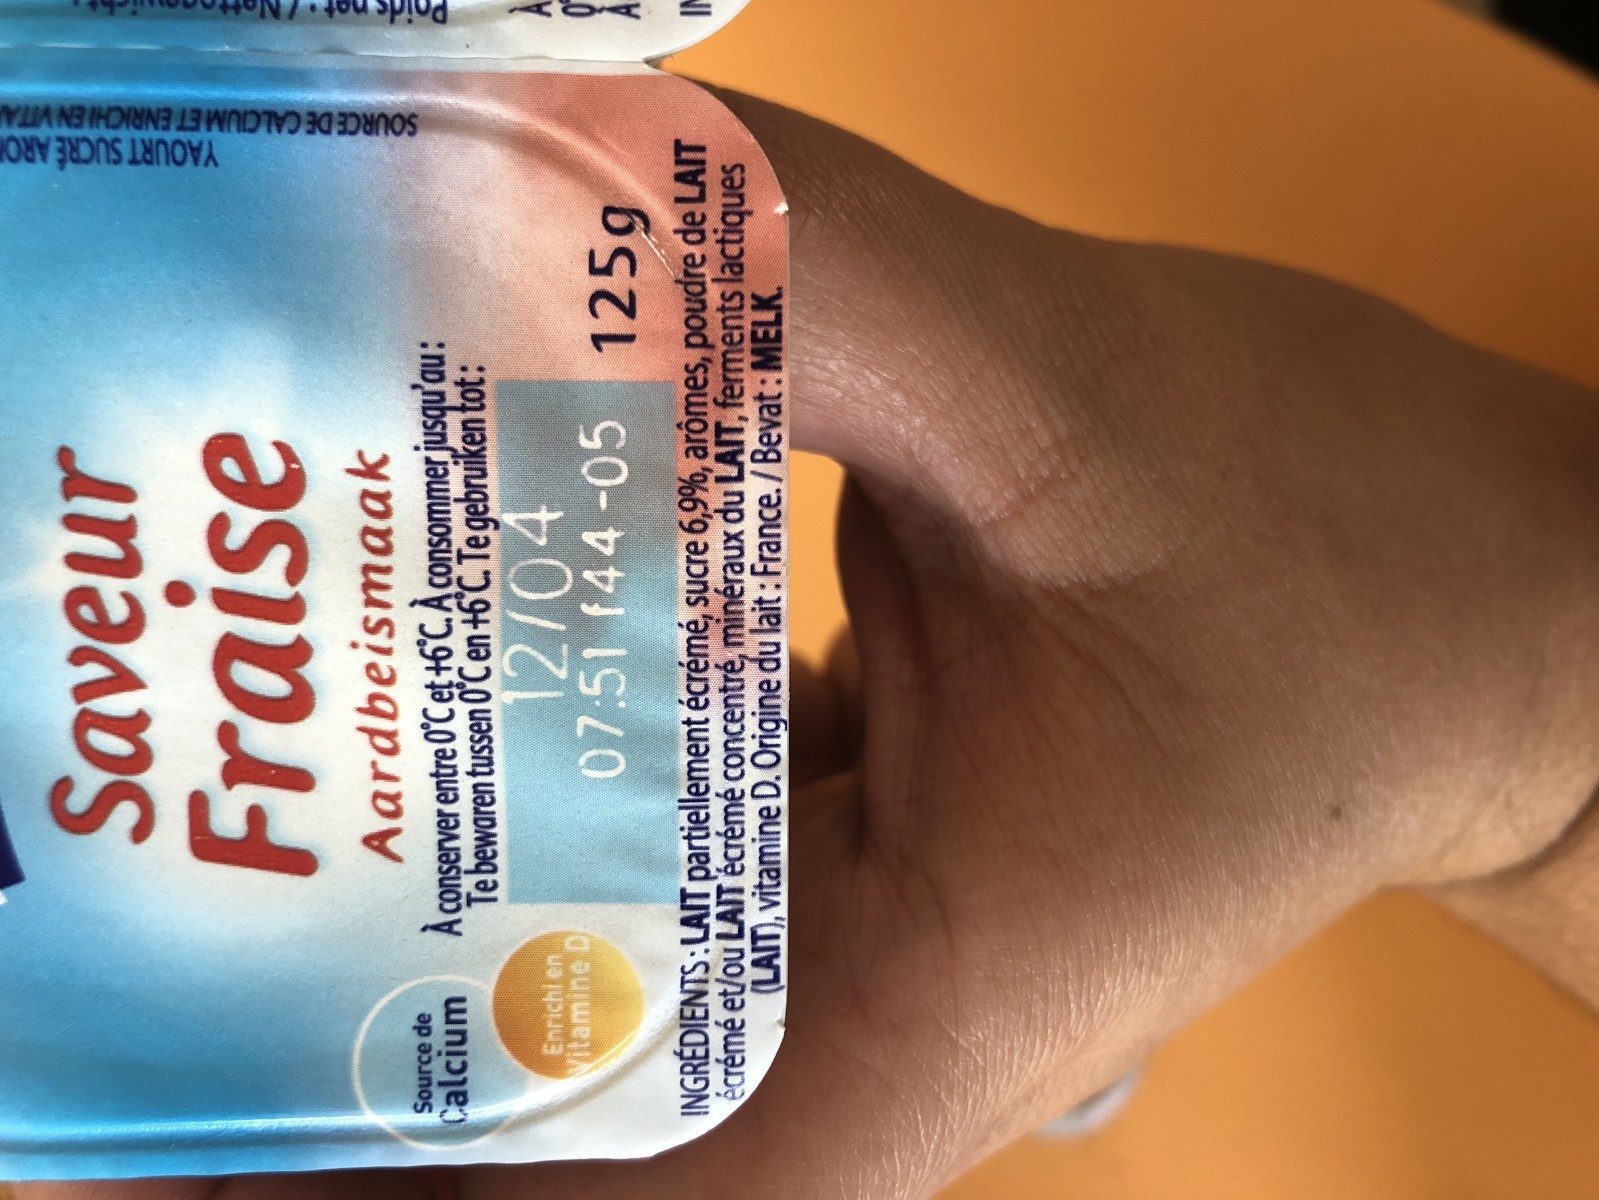 Saveur
Fraise
Aardbeismaak
À conserver entre 0°C et +6°C. À consommer jusqu'au :
Te bewaren tussen 0°C en +6°C. Te gebruiken tot :
12/04
07:51 f44-05
125g
Source de
Calcium
Enrichi en
Vitamine D
INGRÉDIENTS : LAIT partiellement écrémé, sucre 6,9%, arômes, poudre de LAIT
écrémé et/ou LAIT écrémé concentré, minéraux du LAIT, ferments lactiques
(LAIT), vitamine D. Origine du lait : France. / Bevat : MELK.
YAOURT SUCRÉ
SOURCE DE CALCIUM ET ENRICHI EN
Poids net : / Nettogewicht :